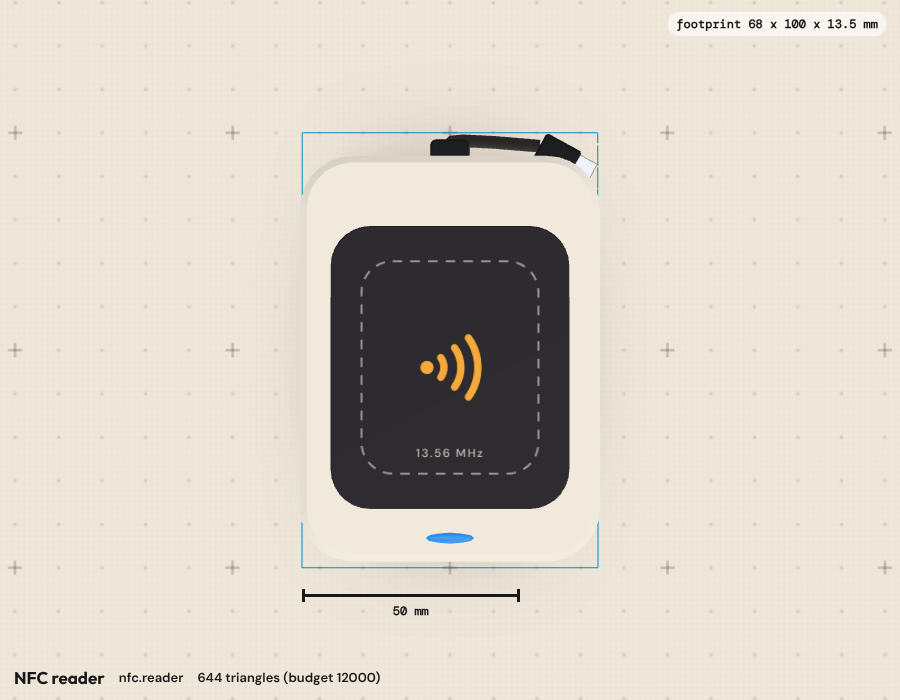 footprint 68 x 100 x 13.5 mm
13.56 MHz
50 mm
NFC reader nfc.reader 644 triangles (budget 12000)